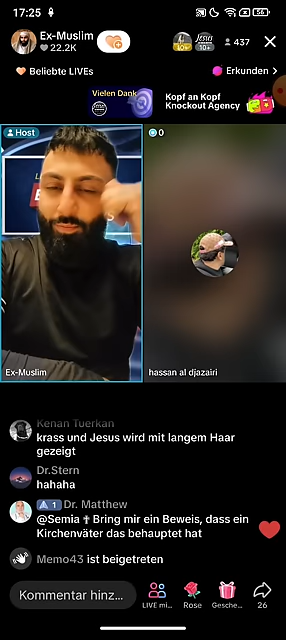 17:25
56
Ex-Muslim
22.2K
10+
437
Beliebte LIVEs
Erkunden
Vielen Dank
Kopf an Kopf
Knockout Agency
Host
0
Ex-Muslim
hassan al djazairi
Kenan Tuerkan
krass und Jesus wird mit langem Haar
gezeigt
Dr.Stern
hahaha
1 Dr. Matthew
@Semia ✝ Bring mir ein Beweis, dass ein
Kirchenväter das behauptet hat
Memo43 ist beigetreten
Kommentar hinz...
LIVE mi...
Rose
Gesche...
26